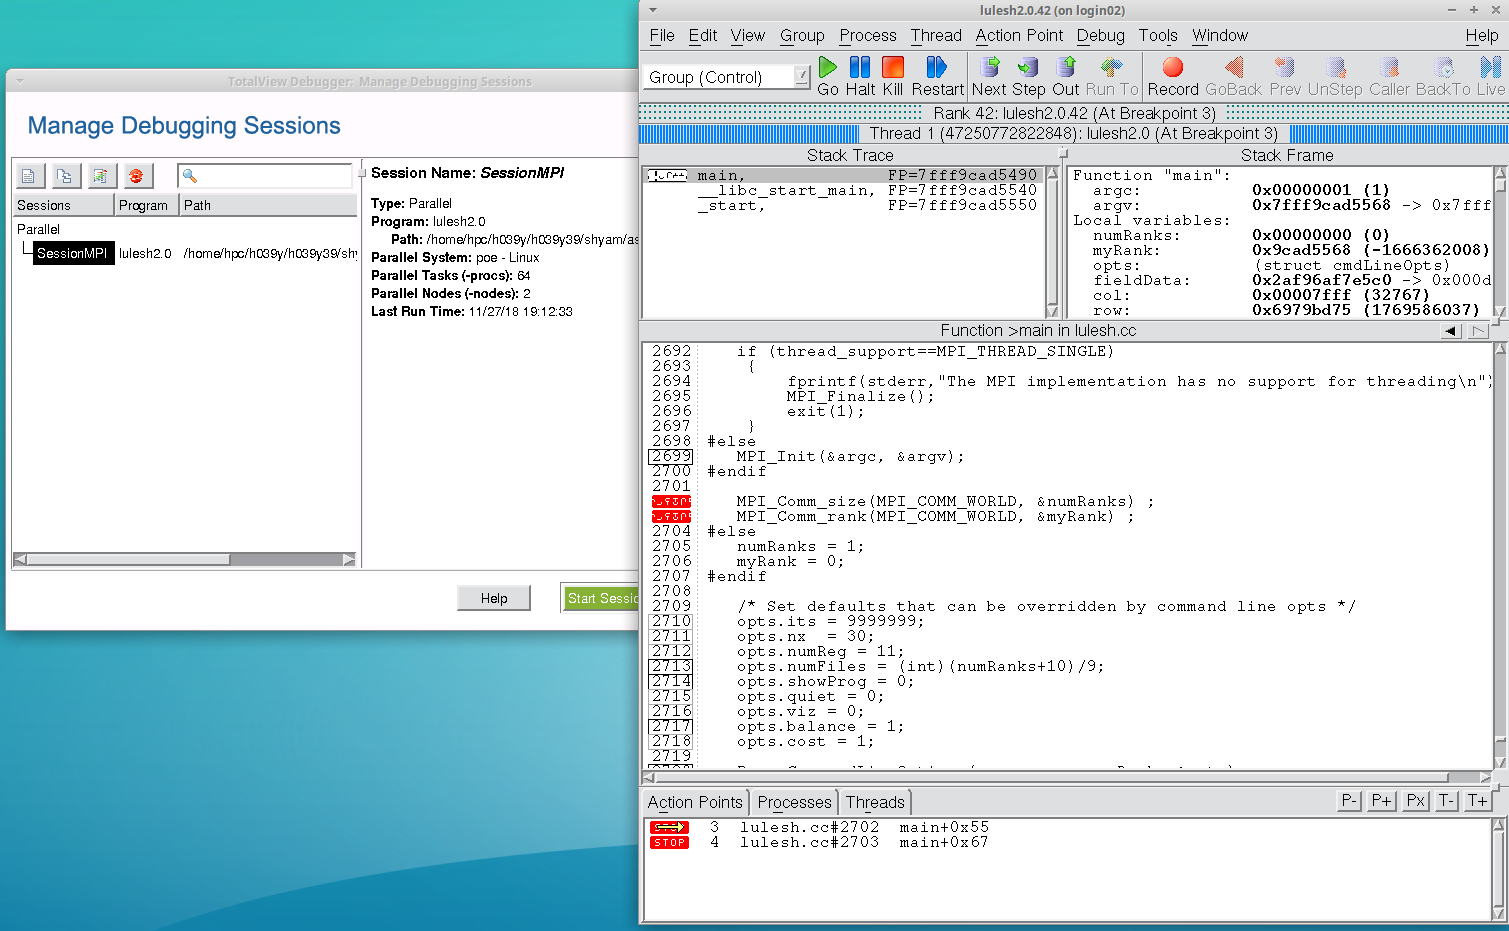 TotalView Debugger: Manage Debugging Sessions
Manage Debugging Sessions
Sessions Program Path
Parallel
SessionMPI lulesh2.0 /home/hpc/h039y/h039y39/shy
Session Name: SessionMPI
Type: Parallel
Program: lulesh2.0
Path: /home/hpc/h039y/h039y39/shyam/as
Parallel System: poe - Linux
Parallel Tasks (-procs): 64
Parallel Nodes (-nodes): 2
Last Run Time: 11/27/18 19:12:33
Help Start Sessio
lulesh2.0.42 (on login02)
File Edit View Group Process Thread Action Point Debug Tools Window Help
Group (Control)
Go Halt Kill Restart Next Step Out Run To Record GoBack Prev UnStep Caller BackTo Live
Rank 42: lulesh2.0.42 (At Breakpoint 3)
Thread 1 (47250772822848): lulesh2.0 (At Breakpoint 3)
Stack Trace
main, FP=7fff9cad5490
__libc_start_main, FP=7fff9cad5540
_start, FP=7fff9cad5550
Stack Frame
Function "main":
argc: 0x00000001 (1)
argv: 0x7fff9cad5568 -> 0x7fff
Local variables:
numRanks: 0x00000000 (0)
myRank: 0x9cad5568 (-1666362008)
opts: (struct cmdLineOpts)
fieldData: 0x2af96af7e5c0 -> 0x000d
col: 0x00007fff (32767)
row: 0x6979bd75 (1769586037)
Function >main in lulesh.cc
2692 if (thread_support==MPI_THREAD_SINGLE)
2693 {
2694 fprintf(stderr,"The MPI implementation has no support for threading\n")
2695 MPI_Finalize();
2696 exit(1);
2697 }
2698 #else
2699 MPI_Init(&argc, &argv);
2700 #endif
2701
MPI_Comm_size(MPI_COMM_WORLD, &numRanks) ;
MPI_Comm_rank(MPI_COMM_WORLD, &myRank) ;
2704 #else
2705 numRanks = 1;
2706 myRank = 0;
2707 #endif
2708
2709 /* Set defaults that can be overridden by command line opts */
2710 opts.its = 9999999;
2711 opts.nx = 30;
2712 opts.numReg = 11;
2713 opts.numFiles = (int)(numRanks+10)/9;
2714 opts.showProg = 0;
2715 opts.quiet = 0;
2716 opts.viz = 0;
2717 opts.balance = 1;
2718 opts.cost = 1;
2719
Action Points Processes Threads P- P+ Px T- T+
3 lulesh.cc#2702 main+0x55
STOP 4 lulesh.cc#2703 main+0x67